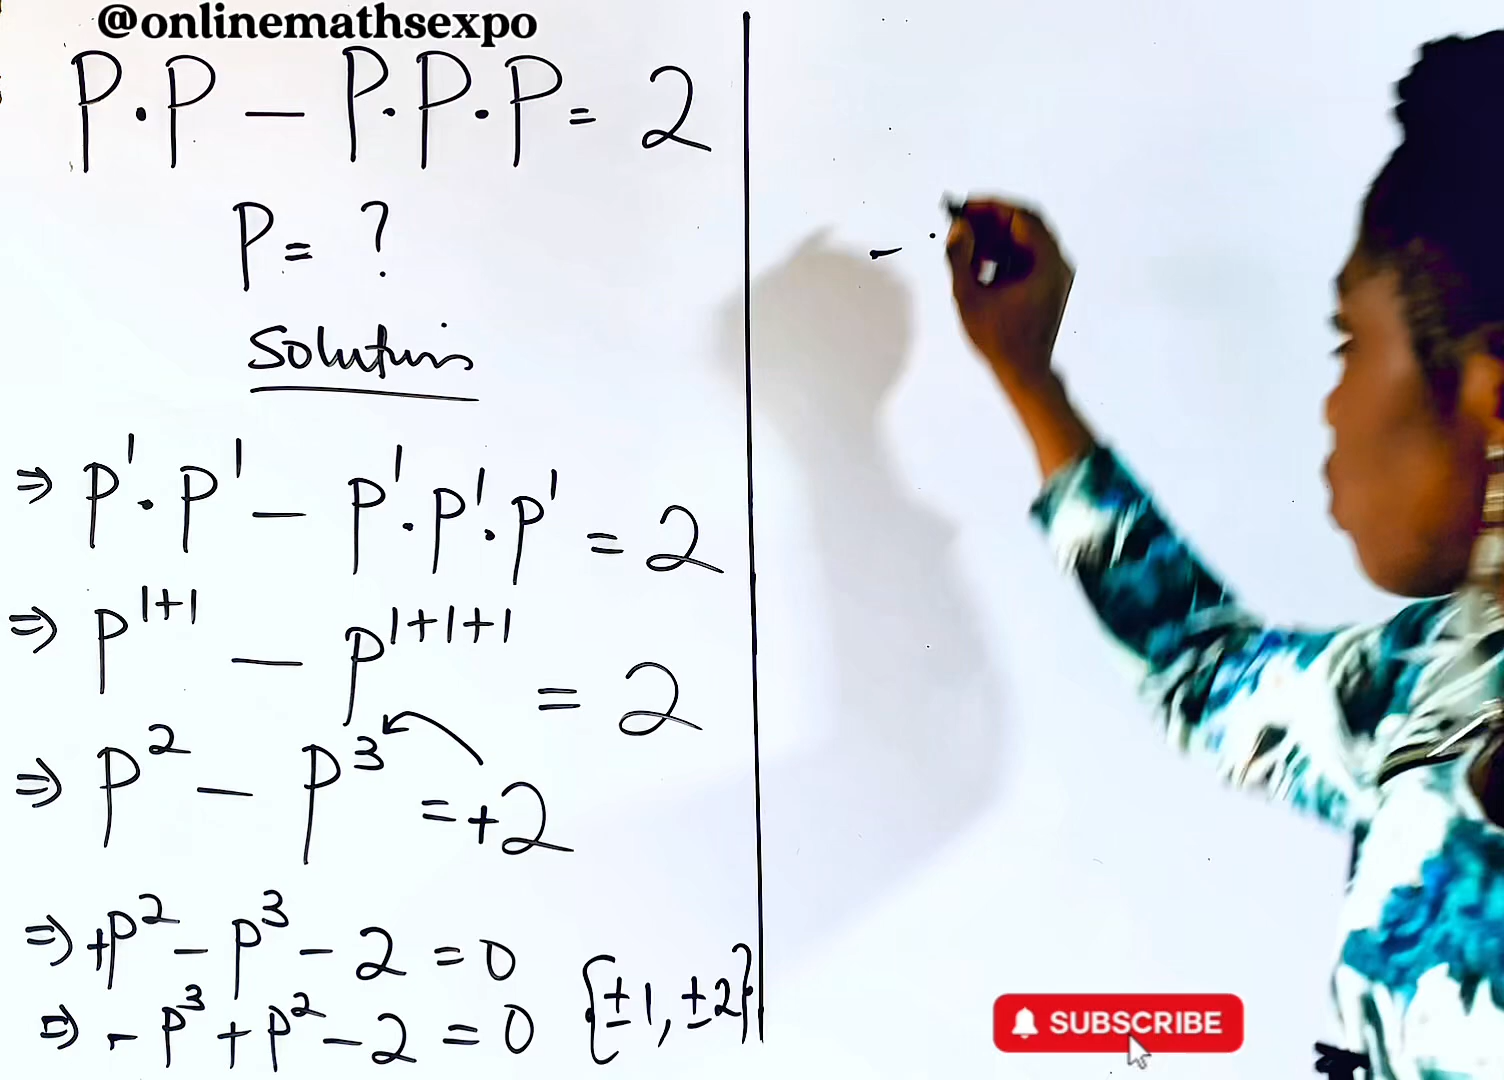 @onlinemathsexpo
P·P − P·P·P = 2
P = ?
Solution
⇒ P¹·P¹ − P¹·P¹·P¹ = 2
⇒ P¹⁺¹ − P¹⁺¹⁺¹ = 2
⇒ P² − P³ = +2
⇒ +P² − P³ − 2 = 0
⇒ − P³ + P² − 2 = 0 {±1, ±2}
−
SUBSCRIBE